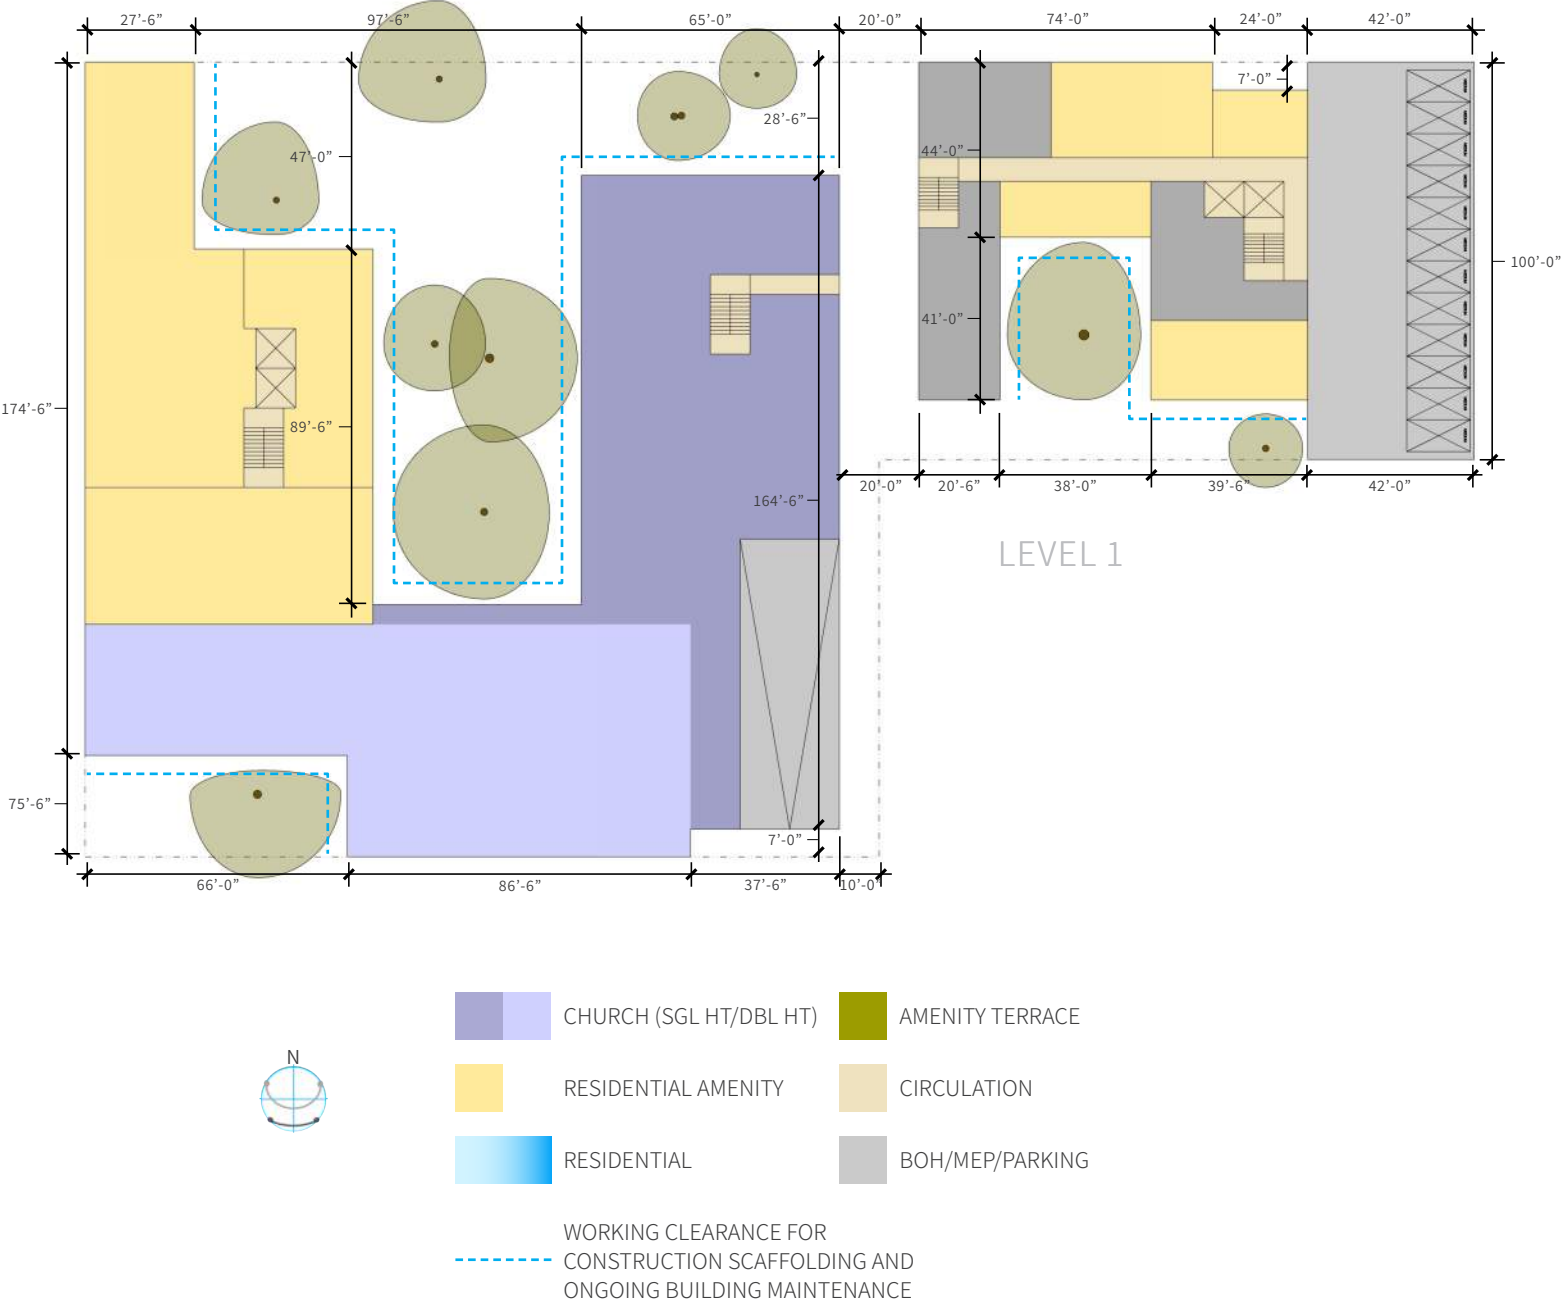 27'-6"
97'-6"
65'-0"
20'-0"
74'-0"
24'-0"
42'-0"
7'-0"
28'-6"
44'-0"
47'-0"
100'-0"
41'-0"
174'-6"
89'-6"
20'-0"
20'-6"
38'-0"
39'-6"
42'-0"
164'-6"
LEVEL 1
75'-6"
7'-0"
66'-0"
86'-6"
37'-6"
10'-0"
CHURCH (SGL HT/DBL HT)
AMENITY TERRACE
N
RESIDENTIAL AMENITY
CIRCULATION
RESIDENTIAL
BOH/MEP/PARKING
WORKING CLEARANCE FOR
CONSTRUCTION SCAFFOLDING AND
ONGOING BUILDING MAINTENANCE